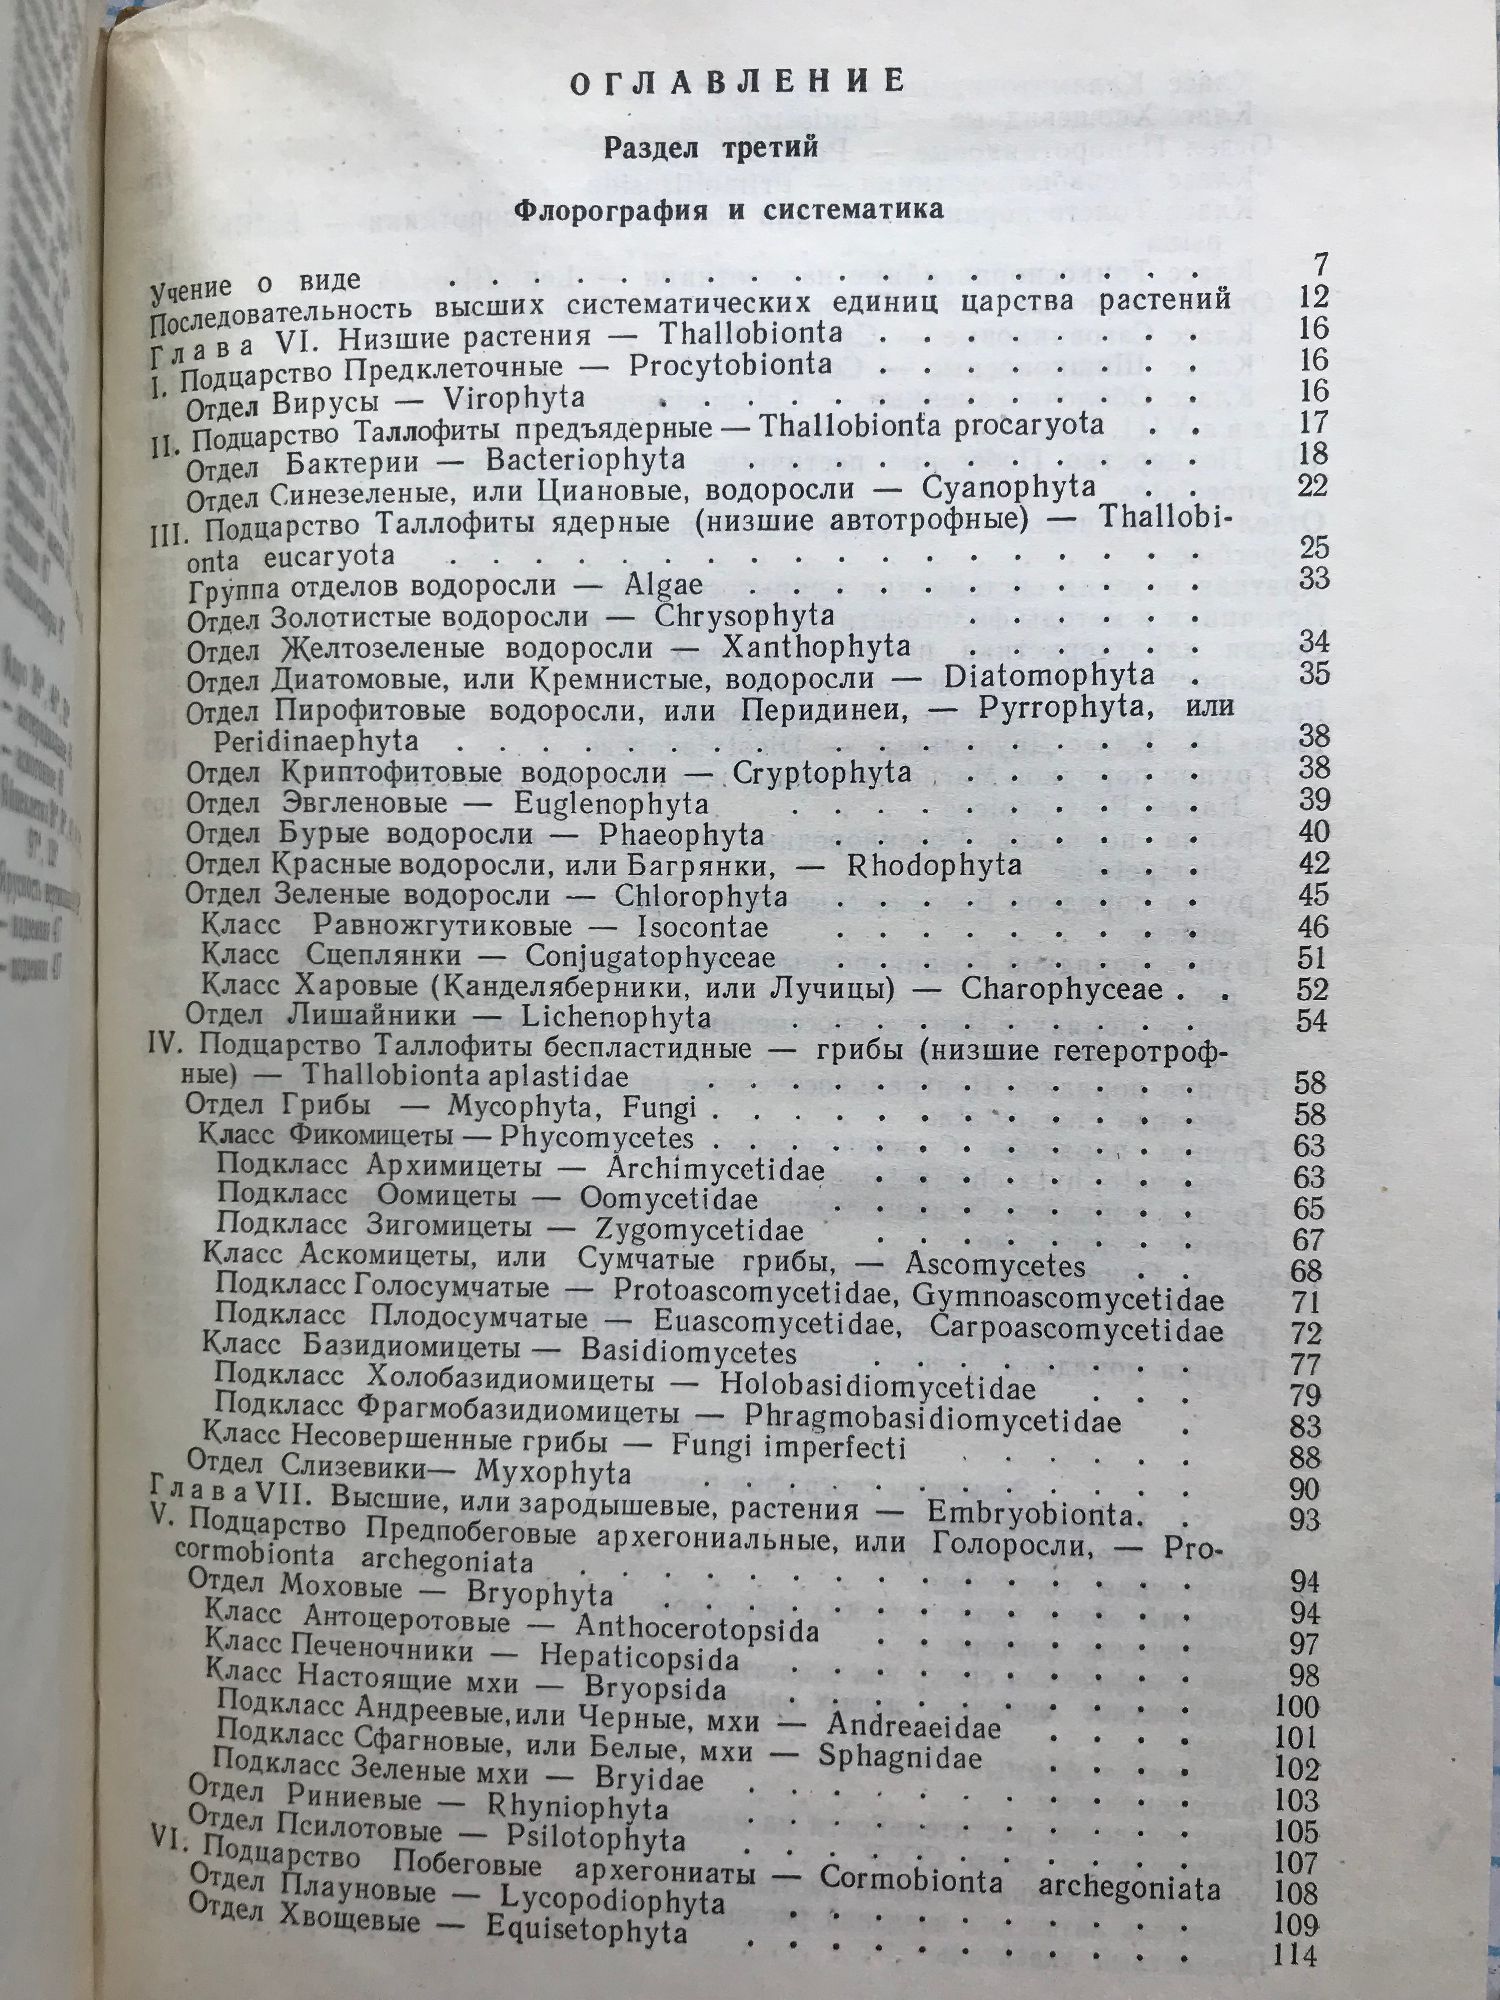 ОГЛАВЛЕНИЕ
Раздел третий
Флорография и систематика
Учение о виде . . . . . . . . . . . . . . . . . . 7
Последовательность высших систематических единиц царства растений 12
Глава VI. Низшие растения — Thallobionta . . . . . . . . 16
I. Подцарство Предклеточные — Procytobionta . . . . . . . . 16
Отдел Вирусы — Virophyta . . . . . . . . . . . . . 16
II. Подцарство Таллофиты предъядерные — Thallobionta procaryota . . 17
Отдел Бактерии — Bacteriophyta . . . . . . . . . . . 18
Отдел Синезеленые, или Циановые, водоросли — Cyanophyta . . 22
III. Подцарство Таллофиты ядерные (низшие автотрофные) — Thallobi-
onta eucaryota . . . . . . . . . . . . . . . . . . 25
Группа отделов водоросли — Algae . . . . . . . . . . . 33
Отдел Золотистые водоросли — Chrysophyta . . . . . .
Отдел Желтозеленые водоросли — Xanthophyta . . . . . . 34
Отдел Диатомовые, или Кремнистые, водоросли — Diatomophyta . 35
Отдел Пирофитовые водоросли, или Перидинеи, — Pyrrophyta, или
Peridinaephyta . . . . . . . . . . . . . . . . . . 38
Отдел Криптофитовые водоросли — Cryptophyta . . . . . . 38
Отдел Эвгленовые — Euglenophyta . . . . . . . . . . 39
Отдел Бурые водоросли — Phaeophyta . . . . . . . . . 40
Отдел Красные водоросли, или Багрянки, — Rhodophyta . . . 42
Отдел Зеленые водоросли — Chlorophyta . . . . . . . . . 45
Класс Равножгутиковые — Isocontae . . . . . . . . . 46
Класс Сцеплянки — Conjugatophyceae . . . . . . . . . 51
Класс Харовые (Канделяберники, или Лучицы) — Charophyceae . . 52
Отдел Лишайники — Lichenophyta . . . . . . . . . . 54
IV. Подцарство Таллофиты беспластидные — грибы (низшие гетеротроф-
ные) — Thallobionta aplastidae . . . . . . . . . . . . 58
Отдел Грибы — Mycophyta, Fungi . . . . . . . . . . . . 58
Класс Фикомицеты — Phycomycetes . . . . . . . . . . . . 63
Подкласс Архимицеты — Archimycetidae . . . . . . . . 63
Подкласс Оомицеты — Oomycetidae . . . . . . . . . 65
Подкласс Зигомицеты — Zygomycetidae . . . . . . . . 67
Класс Аскомицеты, или Сумчатые грибы, — Ascomycetes . . 68
Подкласс Голосумчатые — Protoascomycetidae, Gymnoascomycetidae 71
Подкласс Плодосумчатые — Euascomycetidae, Carpoascomycetidae 72
Класс Базидиомицеты — Basidiomycetes . . . . . . . . 77
Подкласс Холобазидиомицеты — Holobasidiomycetidae . . . 79
Подкласс Фрагмобазидиомицеты — Phragmobasidiomycetidae . 83
Класс Несовершенные грибы — Fungi imperfecti . . . . . . 88
Отдел Слизевики— Myxophyta . . . . . . . . . . . . 90
Глава VII. Высшие, или зародышевые, растения — Embryobionta. . 93
V. Подцарство Предпобеговые архегониальные, или Голоросли, — Pro-
cormobionta archegoniata . . . . . . . . . . . . . . . 94
Отдел Моховые — Bryophyta . . . . . . . . . . . . . 94
Класс Антоцеротовые — Anthocerotopsida . . . . . . . . 97
Класс Печеночники — Hepaticopsida . . . . . . . . . . 98
Класс Настоящие мхи — Bryopsida . . . . . . . . . . 100
Подкласс Андреевые, или Черные, мхи — Andreaeidae . . . . 101
Подкласс Сфагновые, или Белые, мхи — Sphagnidae . . . . 102
Подкласс Зеленые мхи — Bryidae . . . . . . . . . . . 103
Отдел Риниевые — Rhyniophyta . . . . . . . . . . . 105
Отдел Псилотовые — Psilotophyta . . . . . . . . . . . 107
VI. Подцарство Побеговые архегониаты — Cormobionta archegoniata 108
Отдел Плауновые — Lycopodiophyta . . . . . . . . . . 109
Отдел Хвощевые — Equisetophyta . . . . . . . . . . . 114